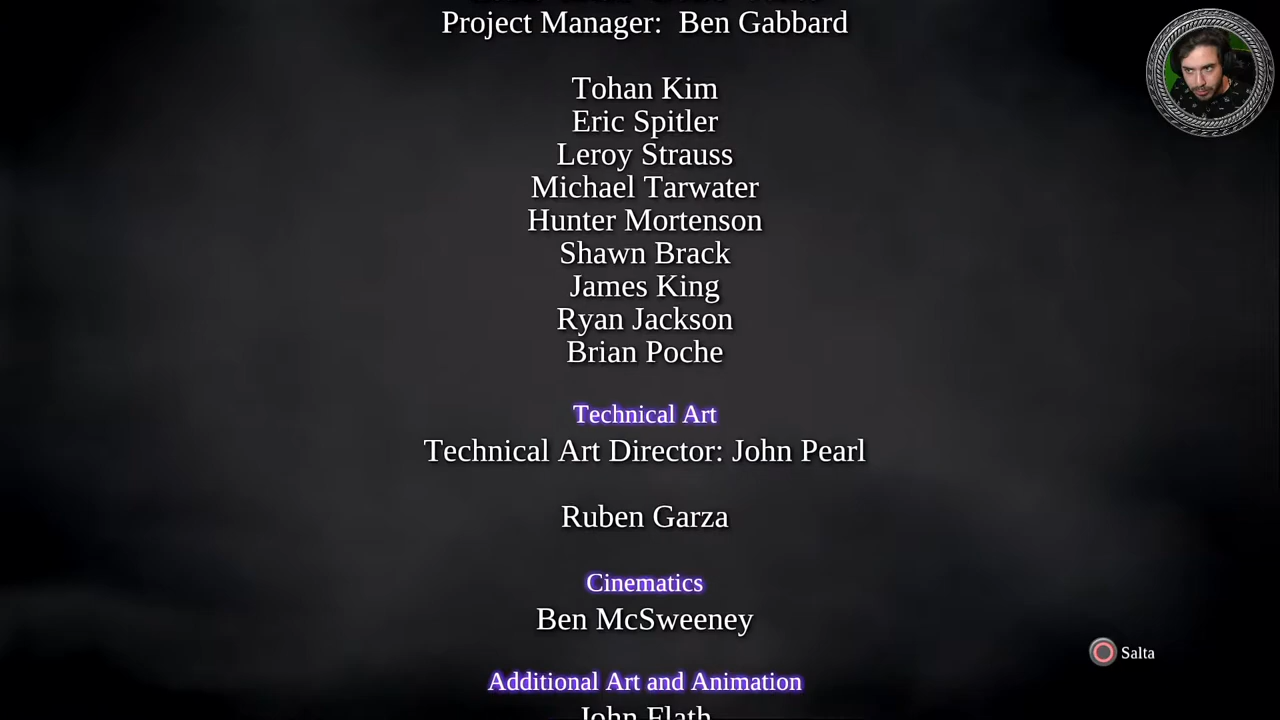 Project Manager:  Ben Gabbard
Tohan Kim
Eric Spitler
Leroy Strauss
Michael Tarwater
Hunter Mortenson
Shawn Brack
James King
Ryan Jackson
Brian Poche
Technical Art
Technical Art Director: John Pearl
Ruben Garza
Cinematics
Ben McSweeney
Salta
Additional Art and Animation
John Flath